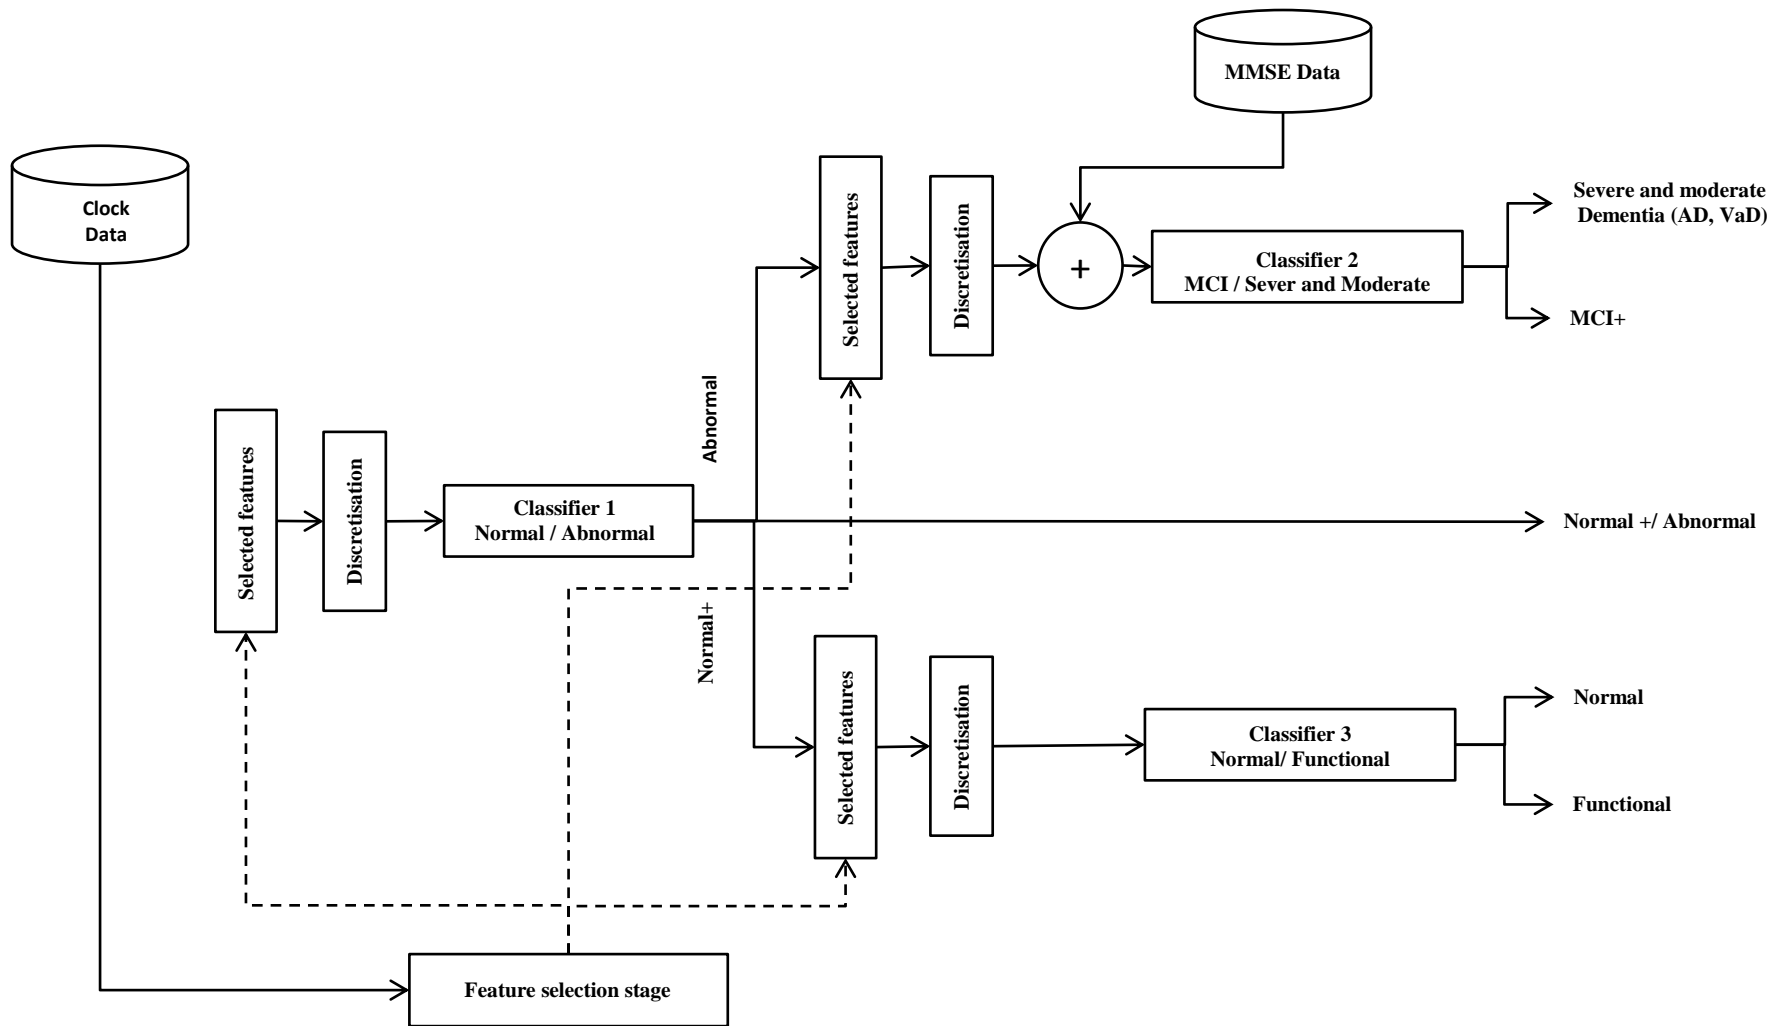 MMSE Data
Clock
Data
Selected features
Discretisation
Severe and moderate
Dementia (AD, VaD)
+
Classifier 2
MCI / Sever and Moderate
MCI+
Abnormal
Selected features
Discretisation
Classifier 1
Normal / Abnormal
Normal +/ Abnormal
Normal+
Selected features
Discretisation
Classifier 3
Normal/ Functional
Normal
Functional
Feature selection stage